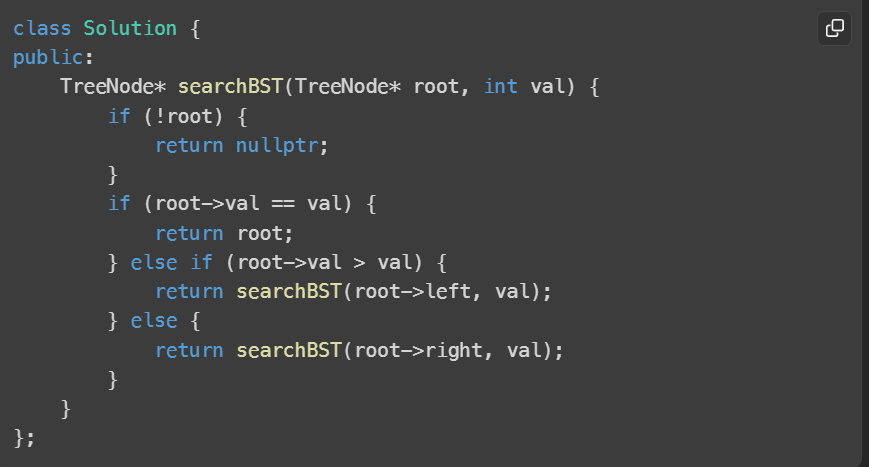 class Solution {
public:
    TreeNode* searchBST(TreeNode* root, int val) {
        if (!root) {
            return nullptr;
        }
        if (root->val == val) {
            return root;
        } else if (root->val > val) {
            return searchBST(root->left, val);
        } else {
            return searchBST(root->right, val);
        }
    }
};